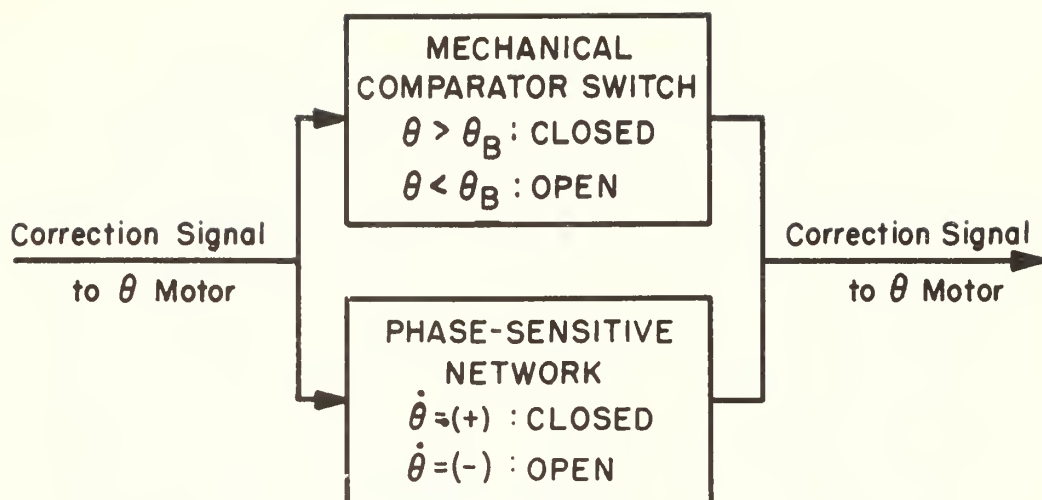 MECHANICAL
COMPARATOR SWITCH
θ > θB : CLOSED
θ < θB : OPEN
Correction Signal
to θ Motor
Correction Signal
to θ Motor
PHASE-SENSITIVE
NETWORK
θ̇ =(+) : CLOSED
θ̇ =(-) : OPEN